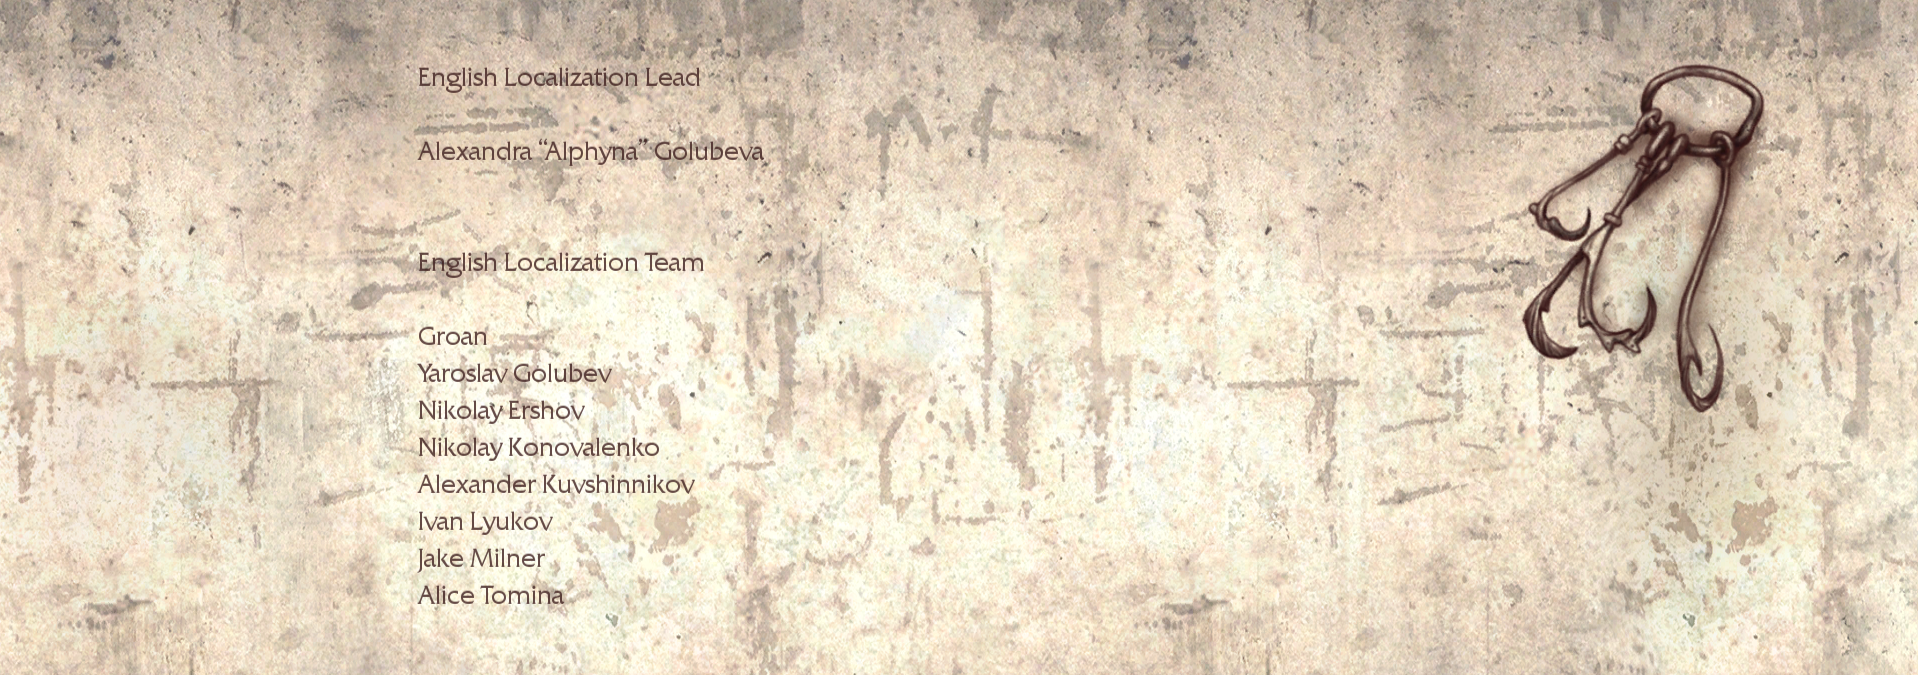 English Localization Lead
Alexandra “Alphyna” Golubeva
English Localization Team
Groan
Yaroslav Golubev
Nikolay Ershov
Nikolay Konovalenko
Alexander Kuvshinnikov
Ivan Lyukov
Jake Milner
Alice Tomina